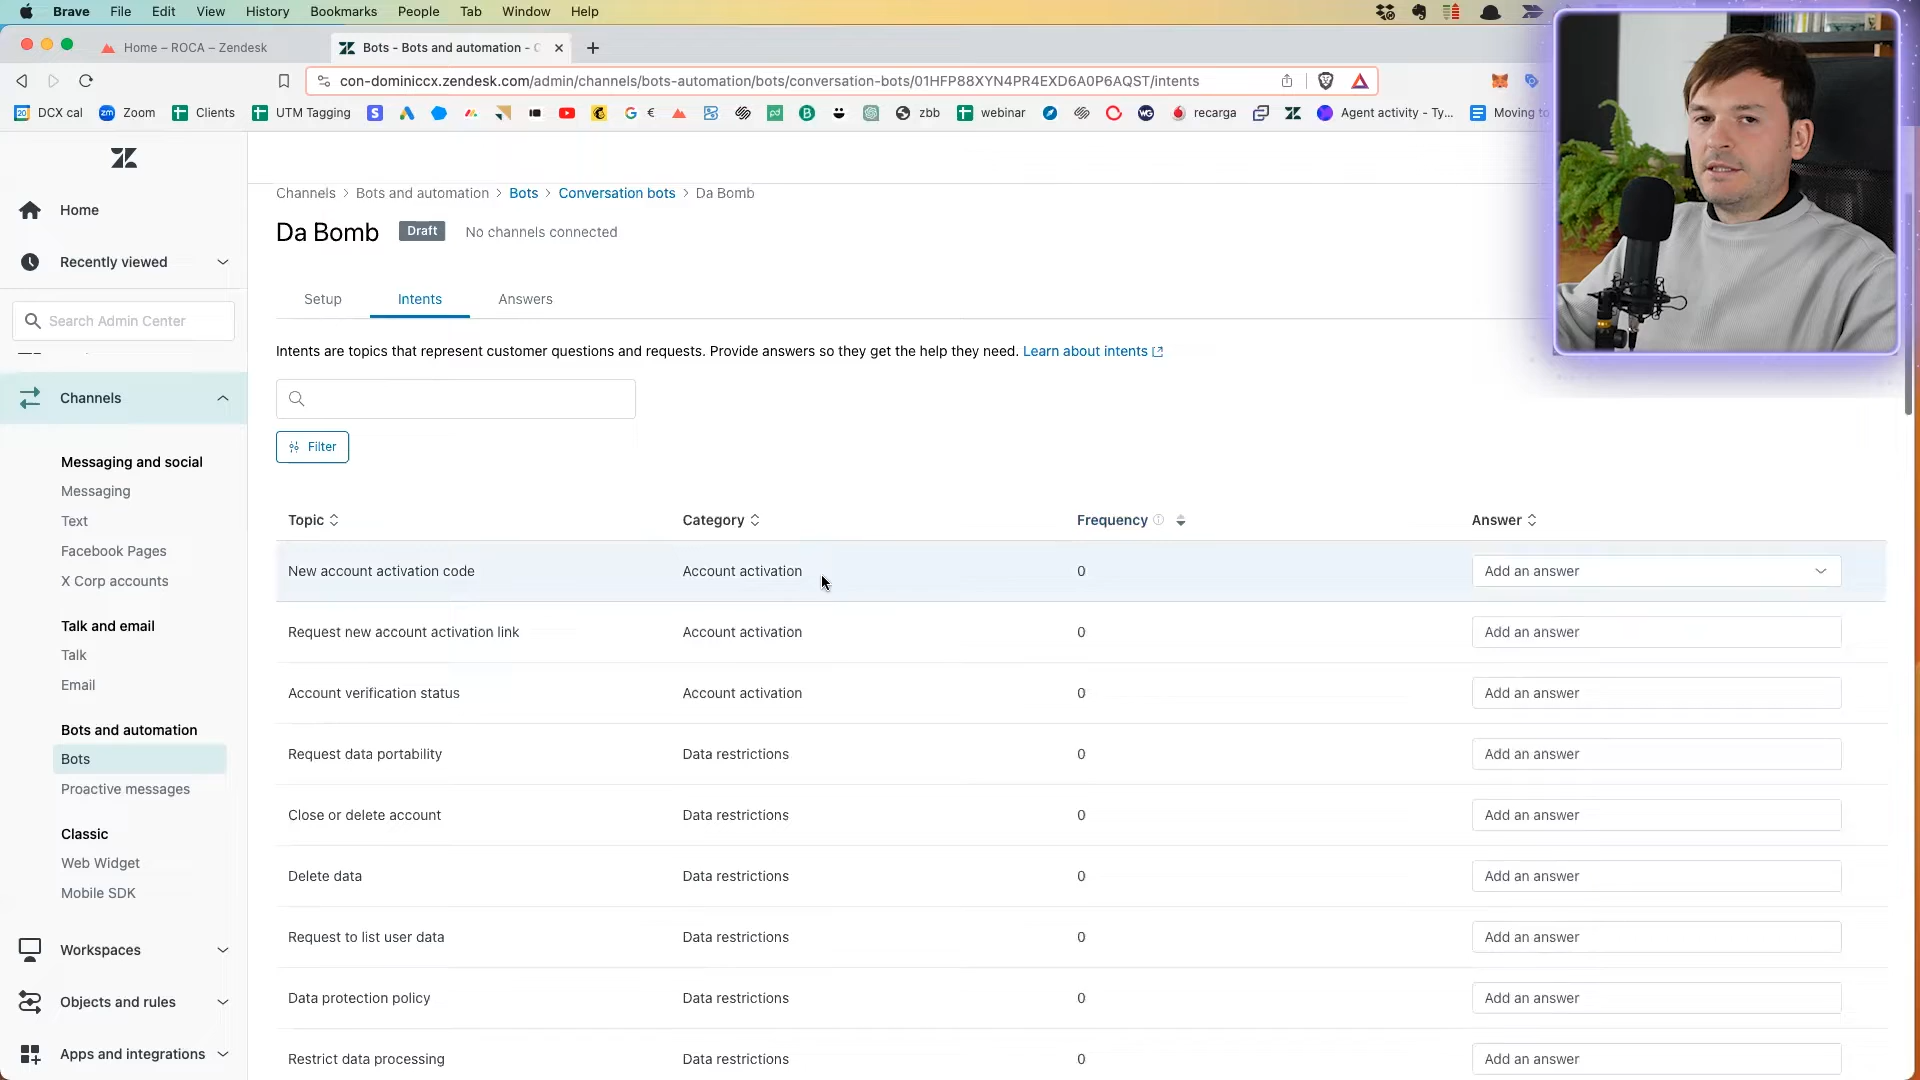 Brave File Edit View History Bookmarks People Tab Window Help
Home – ROCA – Zendesk
Bots - Bots and automation -
con-dominiccx.zendesk.com/admin/channels/bots-automation/bots/conversation-bots/01HFP88XYN4PR4EXD6A0P6AQST/intents
DCX cal Zoom Clients UTM Tagging € zbb webinar recarga Agent activity - Ty... Moving to
Channels > Bots and automation > Bots > Conversation bots > Da Bomb
Da Bomb Draft No channels connected
Setup Intents Answers
Intents are topics that represent customer questions and requests. Provide answers so they get the help they need. Learn about intents
Filter
Home
Recently viewed
Search Admin Center
Channels
Messaging and social
Messaging
Text
Facebook Pages
X Corp accounts
Talk and email
Talk
Email
Bots and automation
Bots
Proactive messages
Classic
Web Widget
Mobile SDK
Workspaces
Objects and rules
Apps and integrations
Topic Category Frequency Answer
New account activation code Account activation 0 Add an answer
Request new account activation link Account activation 0 Add an answer
Account verification status Account activation 0 Add an answer
Request data portability Data restrictions 0 Add an answer
Close or delete account Data restrictions 0 Add an answer
Delete data Data restrictions 0 Add an answer
Request to list user data Data restrictions 0 Add an answer
Data protection policy Data restrictions 0 Add an answer
Restrict data processing Data restrictions 0 Add an answer